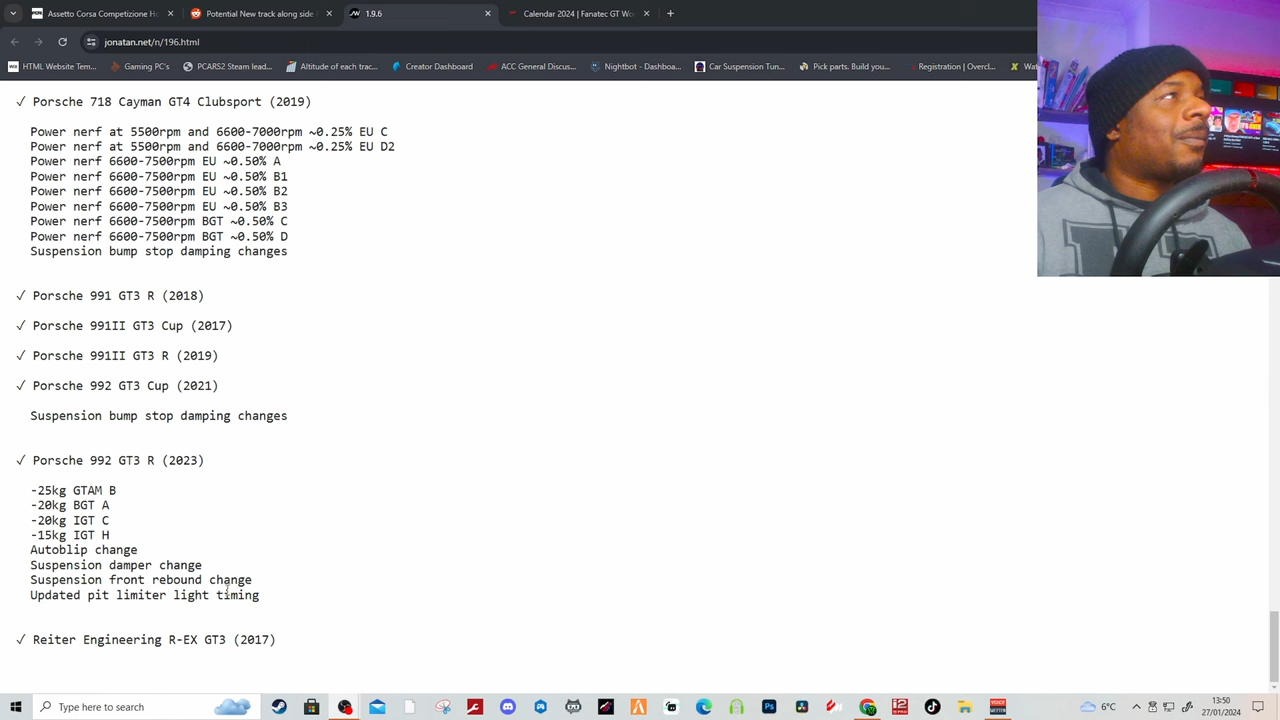 Assetto Corsa Competizione Ho
Potential New track along side
1.9.6
Calendar 2024 | Fanatec GT Wo
jonatan.net/n/196.html
HTML Website Tem...
Gaming PC's
PCARS2 Steam lead...
Altitude of each trac...
Creator Dashboard
ACC General Discus...
Nightbot - Dashboa...
Car Suspension Tun...
Pick parts. Build you...
Registration | Overcl...
✓ Porsche 718 Cayman GT4 Clubsport (2019)
Power nerf at 5500rpm and 6600-7000rpm ~0.25% EU C
Power nerf at 5500rpm and 6600-7000rpm ~0.25% EU D2
Power nerf 6600-7500rpm EU ~0.50% A
Power nerf 6600-7500rpm EU ~0.50% B1
Power nerf 6600-7500rpm EU ~0.50% B2
Power nerf 6600-7500rpm EU ~0.50% B3
Power nerf 6600-7500rpm BGT ~0.50% C
Power nerf 6600-7500rpm BGT ~0.50% D
Suspension bump stop damping changes
✓ Porsche 991 GT3 R (2018)
✓ Porsche 991II GT3 Cup (2017)
✓ Porsche 991II GT3 R (2019)
✓ Porsche 992 GT3 Cup (2021)
Suspension bump stop damping changes
✓ Porsche 992 GT3 R (2023)
-25kg GTAM B
-20kg BGT A
-20kg IGT C
-15kg IGT H
Autoblip change
Suspension damper change
Suspension front rebound change
Updated pit limiter light timing
✓ Reiter Engineering R-EX GT3 (2017)
Type here to search
6°C
13:50
27/01/2024